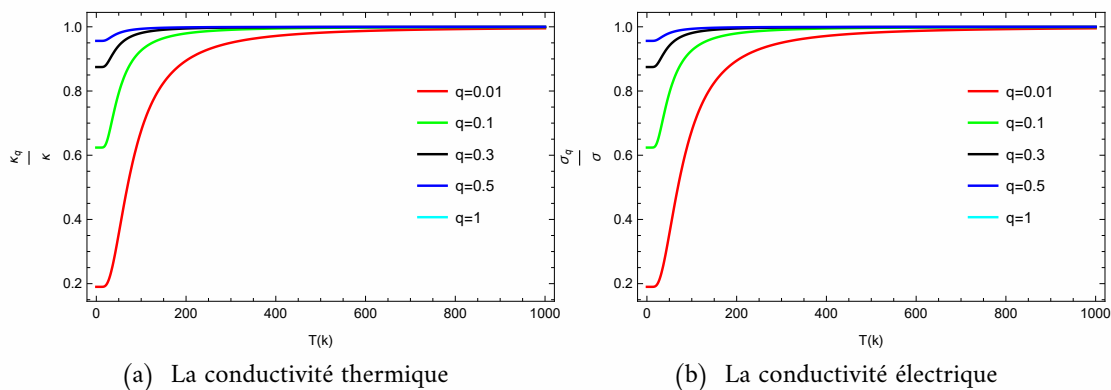 1.0
0.8
0.6
0.4
0.2
κq
κ
q=0.01
q=0.1
q=0.3
q=0.5
q=1
0 200 400 600 800 1000
T(k)
(a) La conductivité thermique
1.0
0.8
0.6
0.4
0.2
σq
σ
q=0.01
q=0.1
q=0.3
q=0.5
q=1
0 200 400 600 800 1000
T(k)
(b) La conductivité électrique